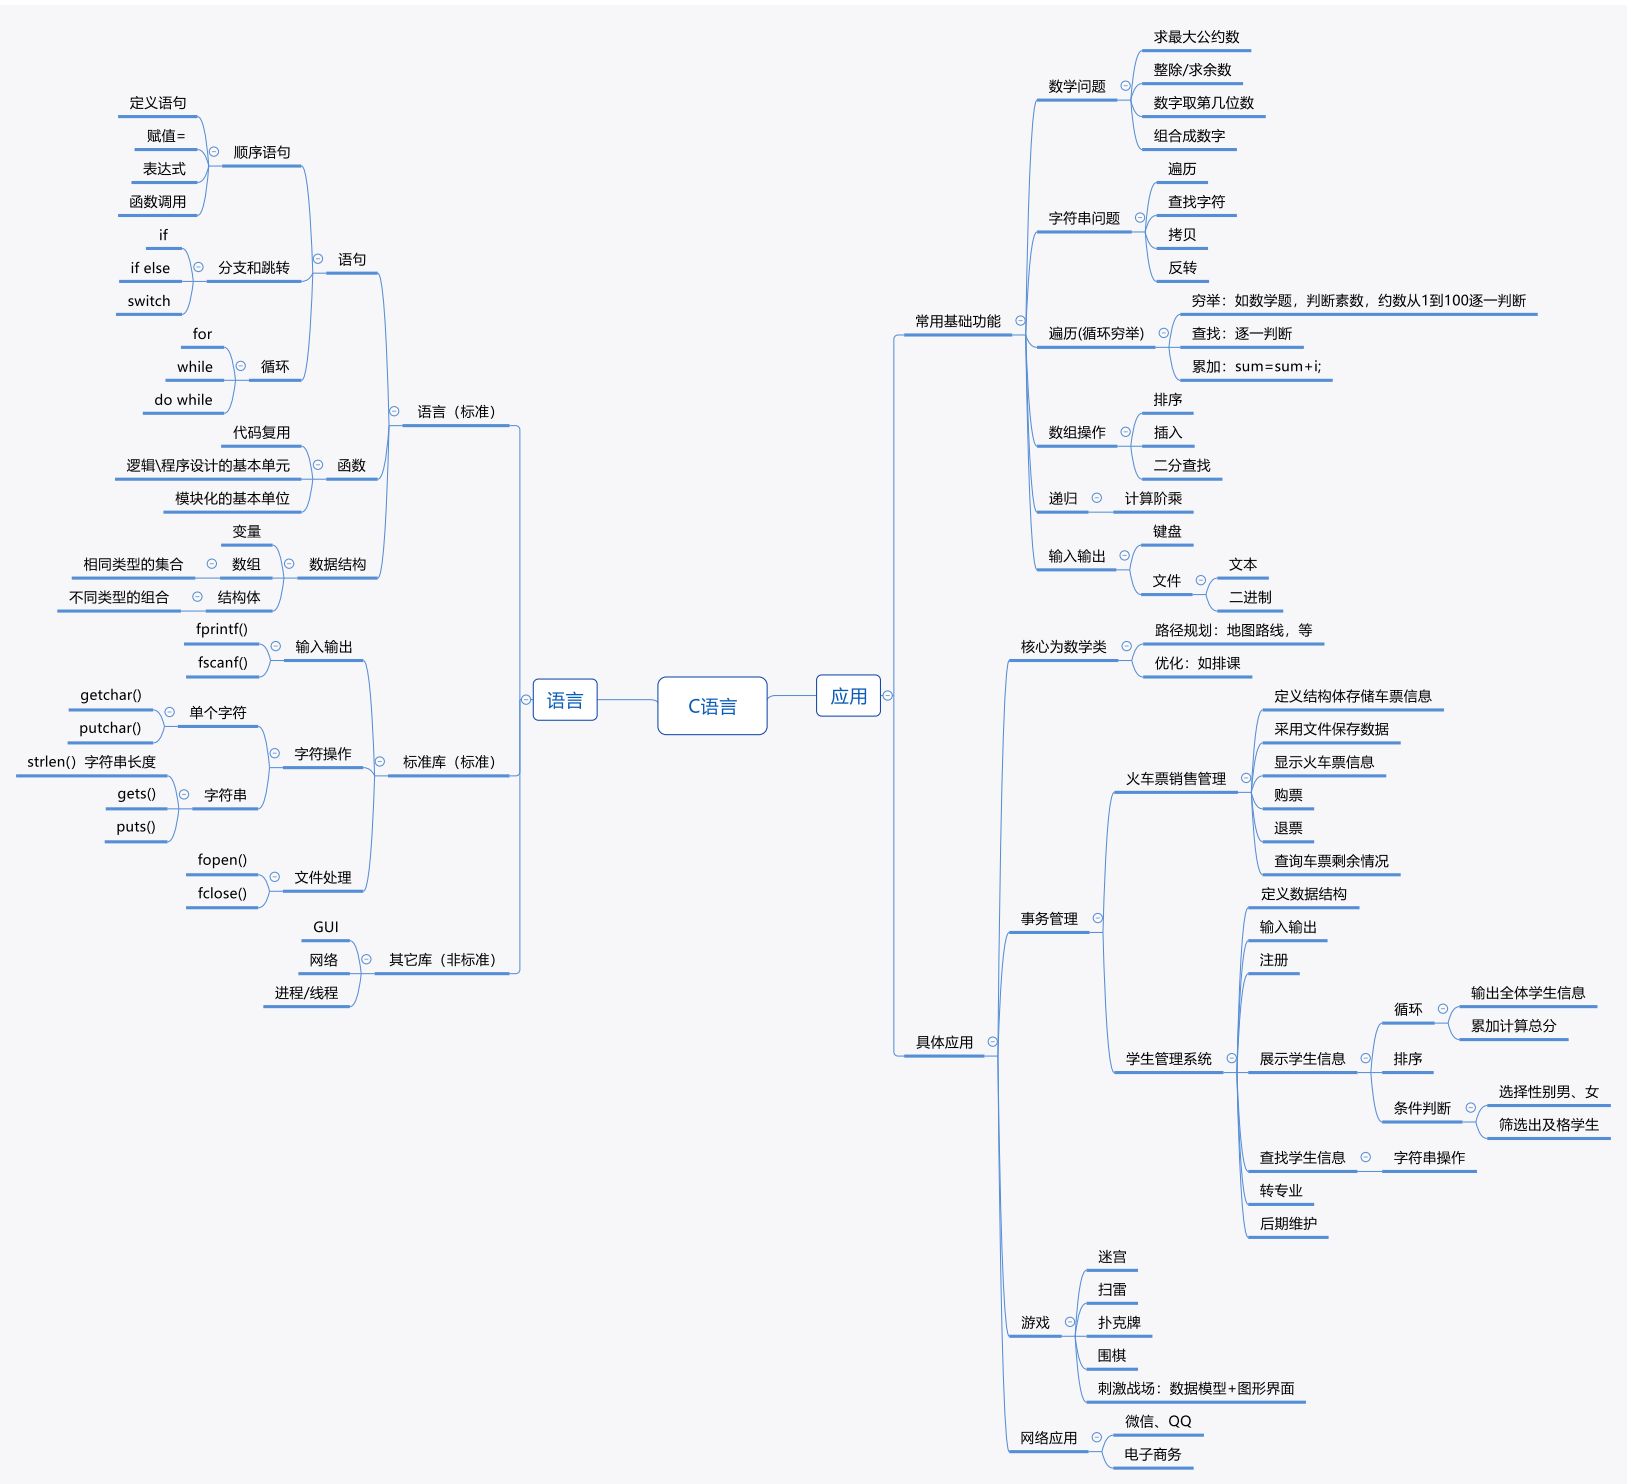 C语言
语言
语言（标准）
语句
顺序语句
定义语句
赋值=
表达式
函数调用
分支和跳转
if
if else
switch
循环
for
while
do while
函数
代码复用
逻辑\程序设计的基本单元
模块化的基本单位
数据结构
变量
数组
相同类型的集合
结构体
不同类型的组合
标准库（标准）
输入输出
fprintf()
fscanf()
字符操作
单个字符
getchar()
putchar()
字符串
strlen()  字符串长度
gets()
puts()
文件处理
fopen()
fclose()
其它库（非标准）
GUI
网络
进程/线程
应用
常用基础功能
数学问题
求最大公约数
整除/求余数
数字取第几位数
组合成数字
字符串问题
遍历
查找字符
拷贝
反转
遍历(循环穷举)
穷举：如数学题，判断素数，约数从1到100逐一判断
查找：逐一判断
累加：sum=sum+i;
数组操作
排序
插入
二分查找
递归
计算阶乘
输入输出
键盘
文件
文本
二进制
具体应用
核心为数学类
路径规划：地图路线，等
优化：如排课
事务管理
火车票销售管理
定义结构体存储车票信息
采用文件保存数据
显示火车票信息
购票
退票
查询车票剩余情况
学生管理系统
定义数据结构
输入输出
注册
展示学生信息
循环
输出全体学生信息
累加计算总分
排序
条件判断
选择性别男、女
筛选出及格学生
查找学生信息
字符串操作
转专业
后期维护
游戏
迷宫
扫雷
扑克牌
围棋
刺激战场：数据模型+图形界面
网络应用
微信、QQ
电子商务